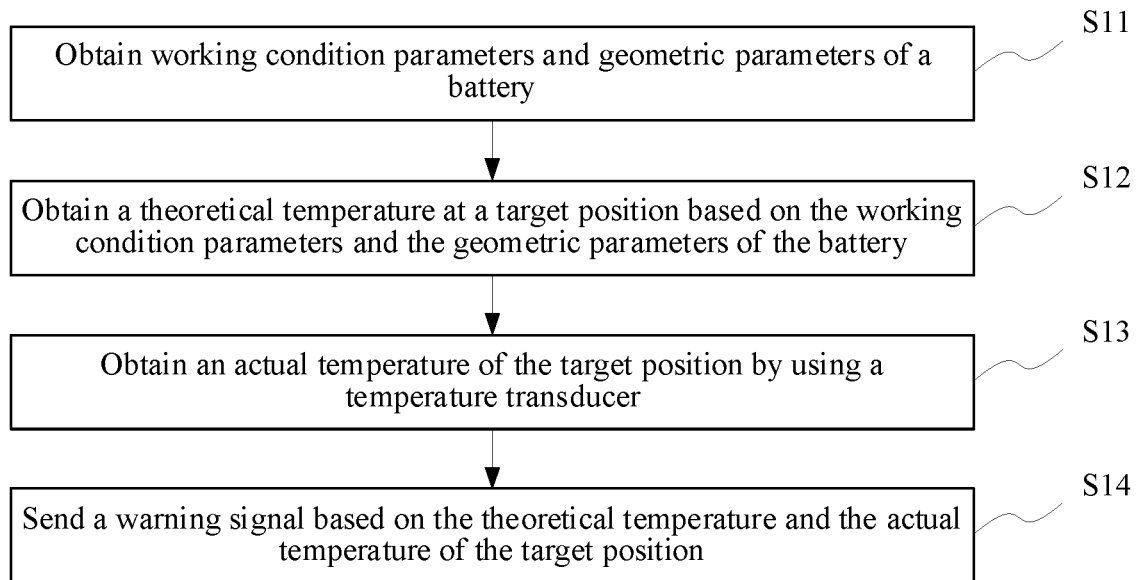 S11
Obtain working condition parameters and geometric parameters of a
battery
S12
Obtain a theoretical temperature at a target position based on the working
condition parameters and the geometric parameters of the battery
S13
Obtain an actual temperature of the target position by using a
temperature transducer
S14
Send a warning signal based on the theoretical temperature and the actual
temperature of the target position